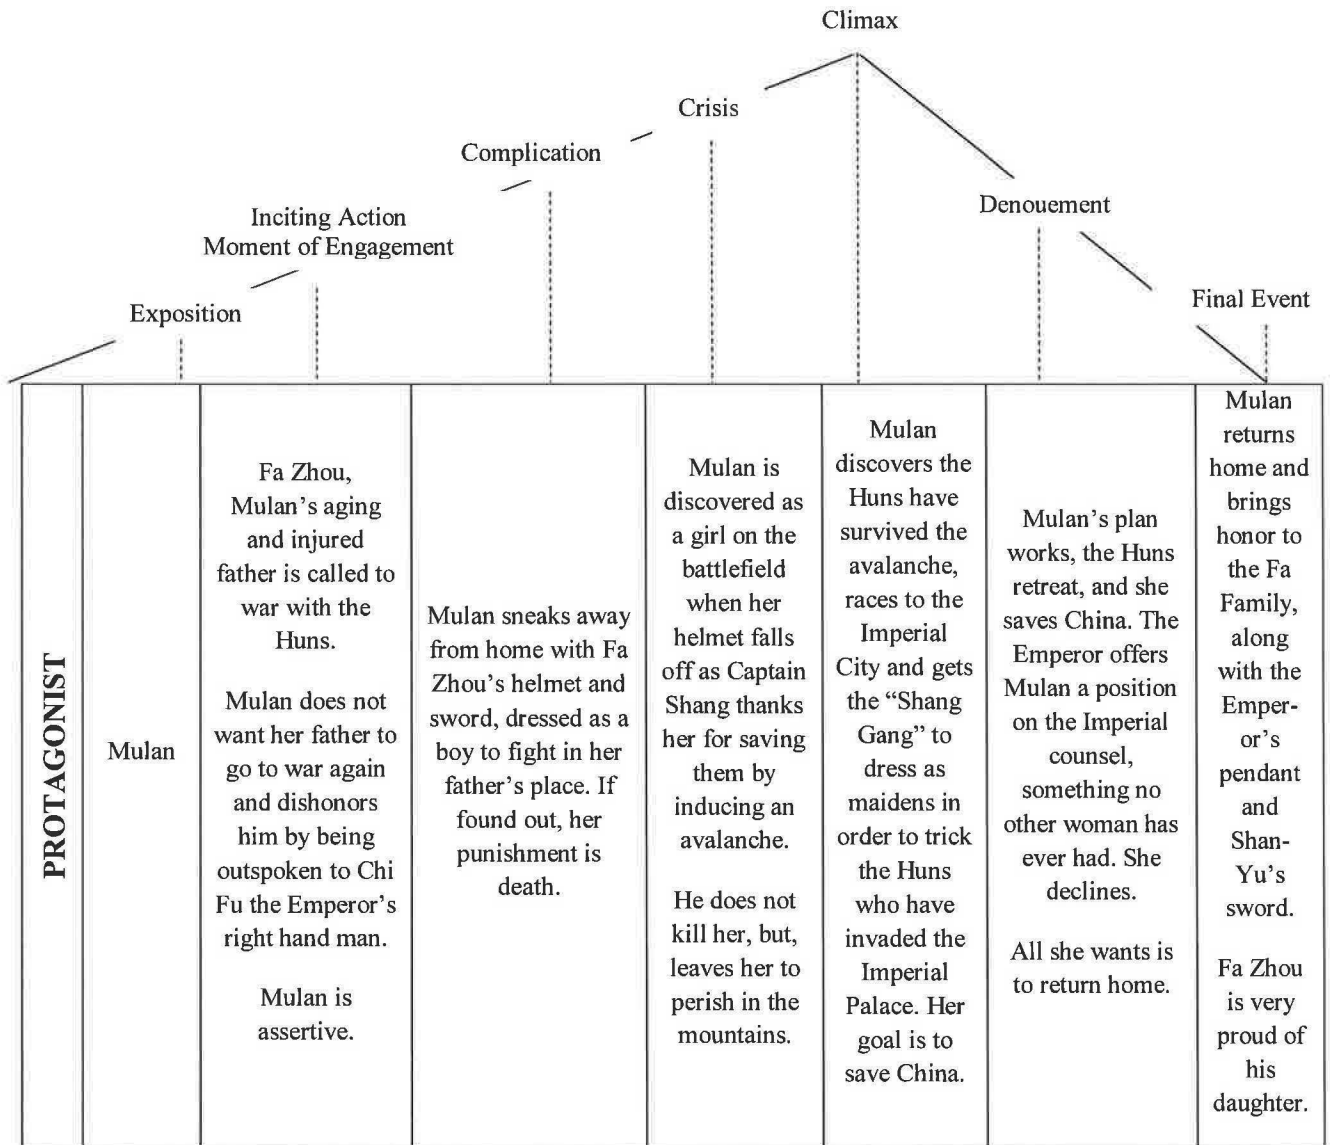 Climax
Crisis
Complication
Inciting Action
Moment of Engagement
Denouement
Exposition
Final Event
PROTAGONIST
Mulan
Fa Zhou,
Mulan’s aging
and injured
father is called to
war with the
Huns.
Mulan does not
want her father to
go to war again
and dishonors
him by being
outspoken to Chi
Fu the Emperor’s
right hand man.
Mulan is
assertive.
Mulan sneaks away
from home with Fa
Zhou’s helmet and
sword, dressed as a
boy to fight in her
father’s place. If
found out, her
punishment is
death.
Mulan is
discovered as
a girl on the
battlefield
when her
helmet falls
off as Captain
Shang thanks
her for saving
them by
inducing an
avalanche.
He does not
kill her, but,
leaves her to
perish in the
mountains.
Mulan
discovers the
Huns have
survived the
avalanche,
races to the
Imperial
City and gets
the “Shang
Gang” to
dress as
maidens in
order to trick
the Huns
who have
invaded the
Imperial
Palace. Her
goal is to
save China.
Mulan’s plan
works, the Huns
retreat, and she
saves China. The
Emperor offers
Mulan a position
on the Imperial
counsel,
something no
other woman has
ever had. She
declines.
All she wants is
to return home.
Mulan
returns
home and
brings
honor to
the Fa
Family,
along
with the
Emper-
or’s
pendant
and
Shan-
Yu’s
sword.
Fa Zhou
is very
proud of
his
daughter.